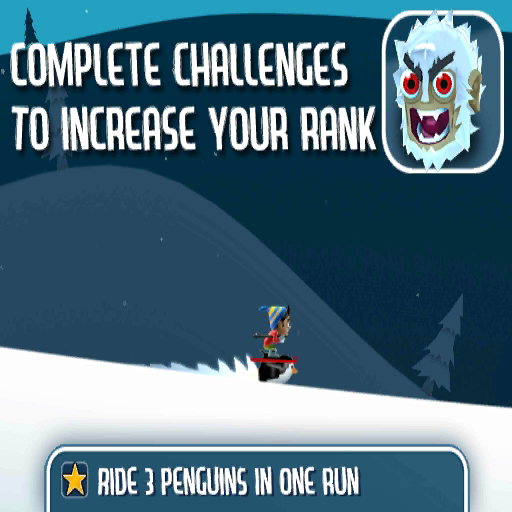 COMPLETE CHALLENGES
TO INCREASE YOUR RANK
RIDE 3 PENGUINS IN ONE RUN